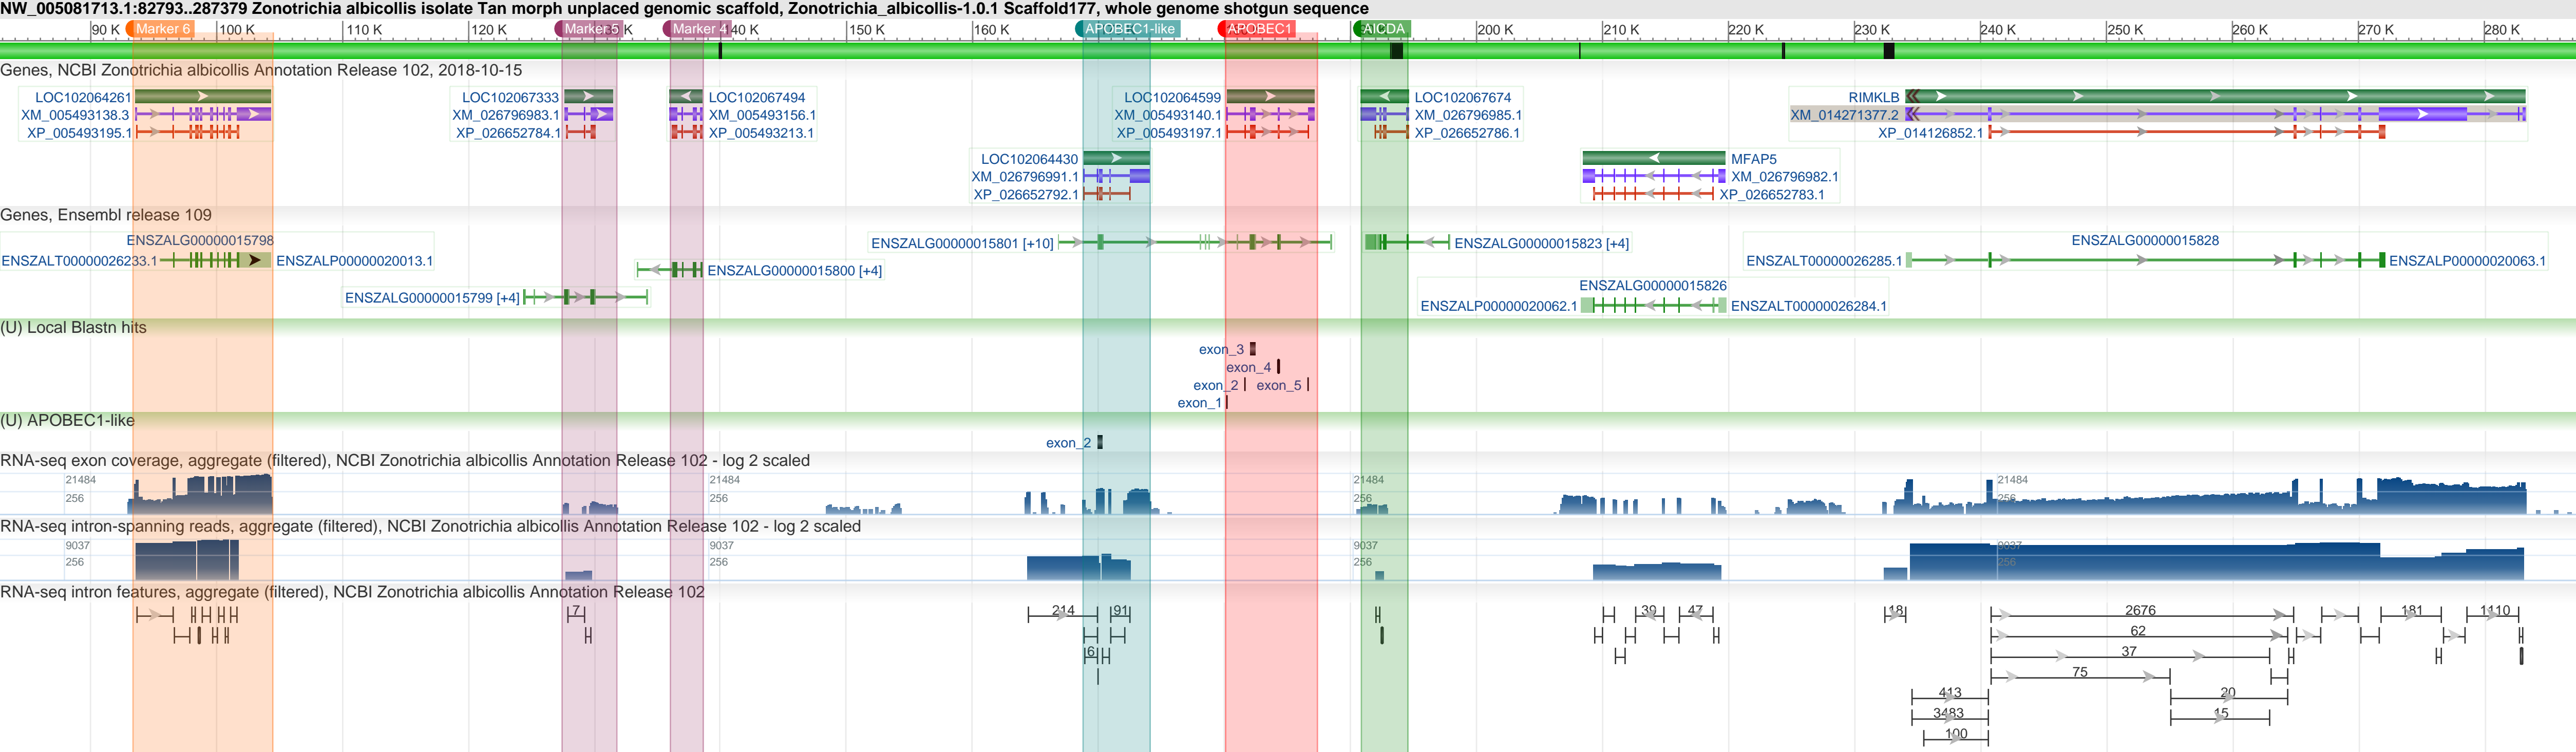 NW_005081713.1:82793..287379 Zonotrichia albicollis isolate Tan morph unplaced genomic scaffold, Zonotrichia_albicollis-1.0.1 Scaffold177, whole genome shotgun sequence
90 K Marker 6 100 K 110 K 120 K Marker 5 K Marker 4 40 K 150 K 160 K APOBEC1-like APOBEC1 AICDA 200 K 210 K 220 K 230 K 240 K 250 K 260 K 270 K 280 K
Genes, NCBI Zonotrichia albicollis Annotation Release 102, 2018-10-15
LOC102064261 LOC102067333 LOC102067494 LOC102064599 LOC102067674 RIMKLB
XM_005493138.3 XM_026796983.1 XM_005493156.1 XM_005493140.1 XM_026796985.1 XM_014271377.2
XP_005493195.1 XP_026652784.1 XP_005493213.1 XP_005493197.1 XP_026652786.1 XP_014126852.1
LOC102064430 MFAP5
XM_026796991.1 XM_026796982.1
XP_026652792.1 XP_026652783.1
Genes, Ensembl release 109
ENSZALG00000015798 ENSZALG00000015801 [+10] ENSZALG00000015823 [+4] ENSZALG00000015828
ENSZALT00000026233.1 ENSZALP00000020013.1 ENSZALT00000026285.1 ENSZALP00000020063.1
ENSZALG00000015800 [+4]
ENSZALG00000015826
ENSZALG00000015799 [+4]
ENSZALP00000020062.1 ENSZALT00000026284.1
(U) Local Blastn hits
exon_3
exon_4
exon_2 exon_5
exon_1
(U) APOBEC1-like
exon_2
RNA-seq exon coverage, aggregate (filtered), NCBI Zonotrichia albicollis Annotation Release 102 - log 2 scaled
21484 21484 21484 21484
256 256 256 256
RNA-seq intron-spanning reads, aggregate (filtered), NCBI Zonotrichia albicollis Annotation Release 102 - log 2 scaled
9037 9037 9037 9037
256 256 256 256
RNA-seq intron features, aggregate (filtered), NCBI Zonotrichia albicollis Annotation Release 102
7 214 91 39 47 18 2676 181 1110
62
6 37
75
413 20
3483 15
100